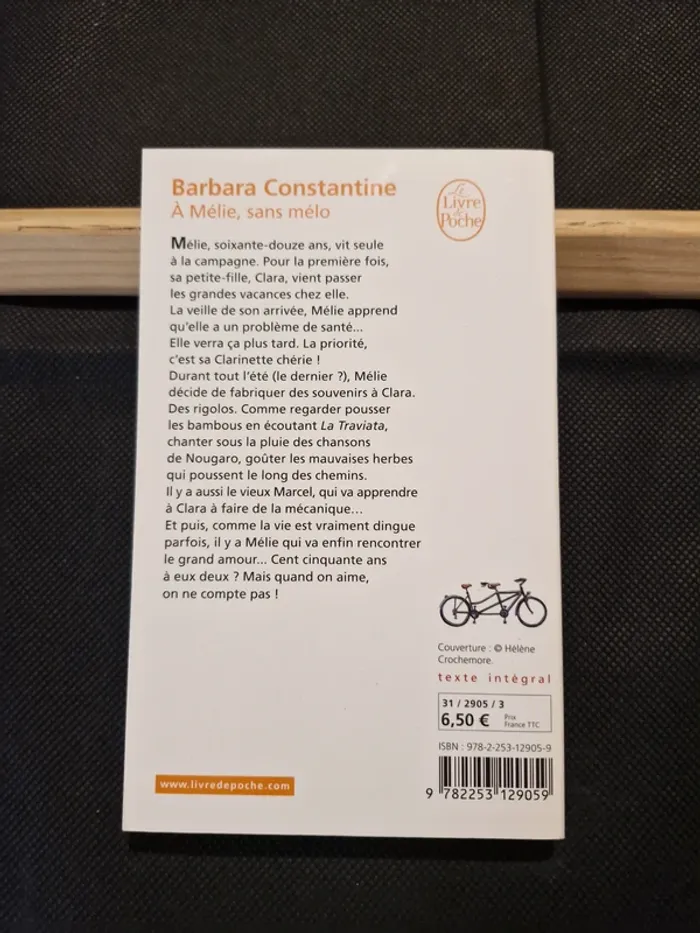 Barbara Constantine
À Mélie, sans mélo
Le
Livre
de
Poche
Mélie, soixante-douze ans, vit seule
à la campagne. Pour la première fois,
sa petite-fille, Clara, vient passer
les grandes vacances chez elle.
La veille de son arrivée, Mélie apprend
qu'elle a un problème de santé...
Elle verra ça plus tard. La priorité,
c'est sa Clarinette chérie !
Durant tout l'été (le dernier ?), Mélie
décide de fabriquer des souvenirs à Clara.
Des rigolos. Comme regarder pousser
les bambous en écoutant La Traviata,
chanter sous la pluie des chansons
de Nougaro, goûter les mauvaises herbes
qui poussent le long des chemins.
Il y a aussi le vieux Marcel, qui va apprendre
à Clara à faire de la mécanique...
Et puis, comme la vie est vraiment dingue
parfois, il y a Mélie qui va enfin rencontrer
le grand amour... Cent cinquante ans
à eux deux ? Mais quand on aime,
on ne compte pas !
Couverture : © Hélène
Crochemore.
texte intégral
31 / 2905 / 3
6,50 € Prix
France TTC
ISBN : 978-2-253-12905-9
9 782253 129059
www.livredepoche.com